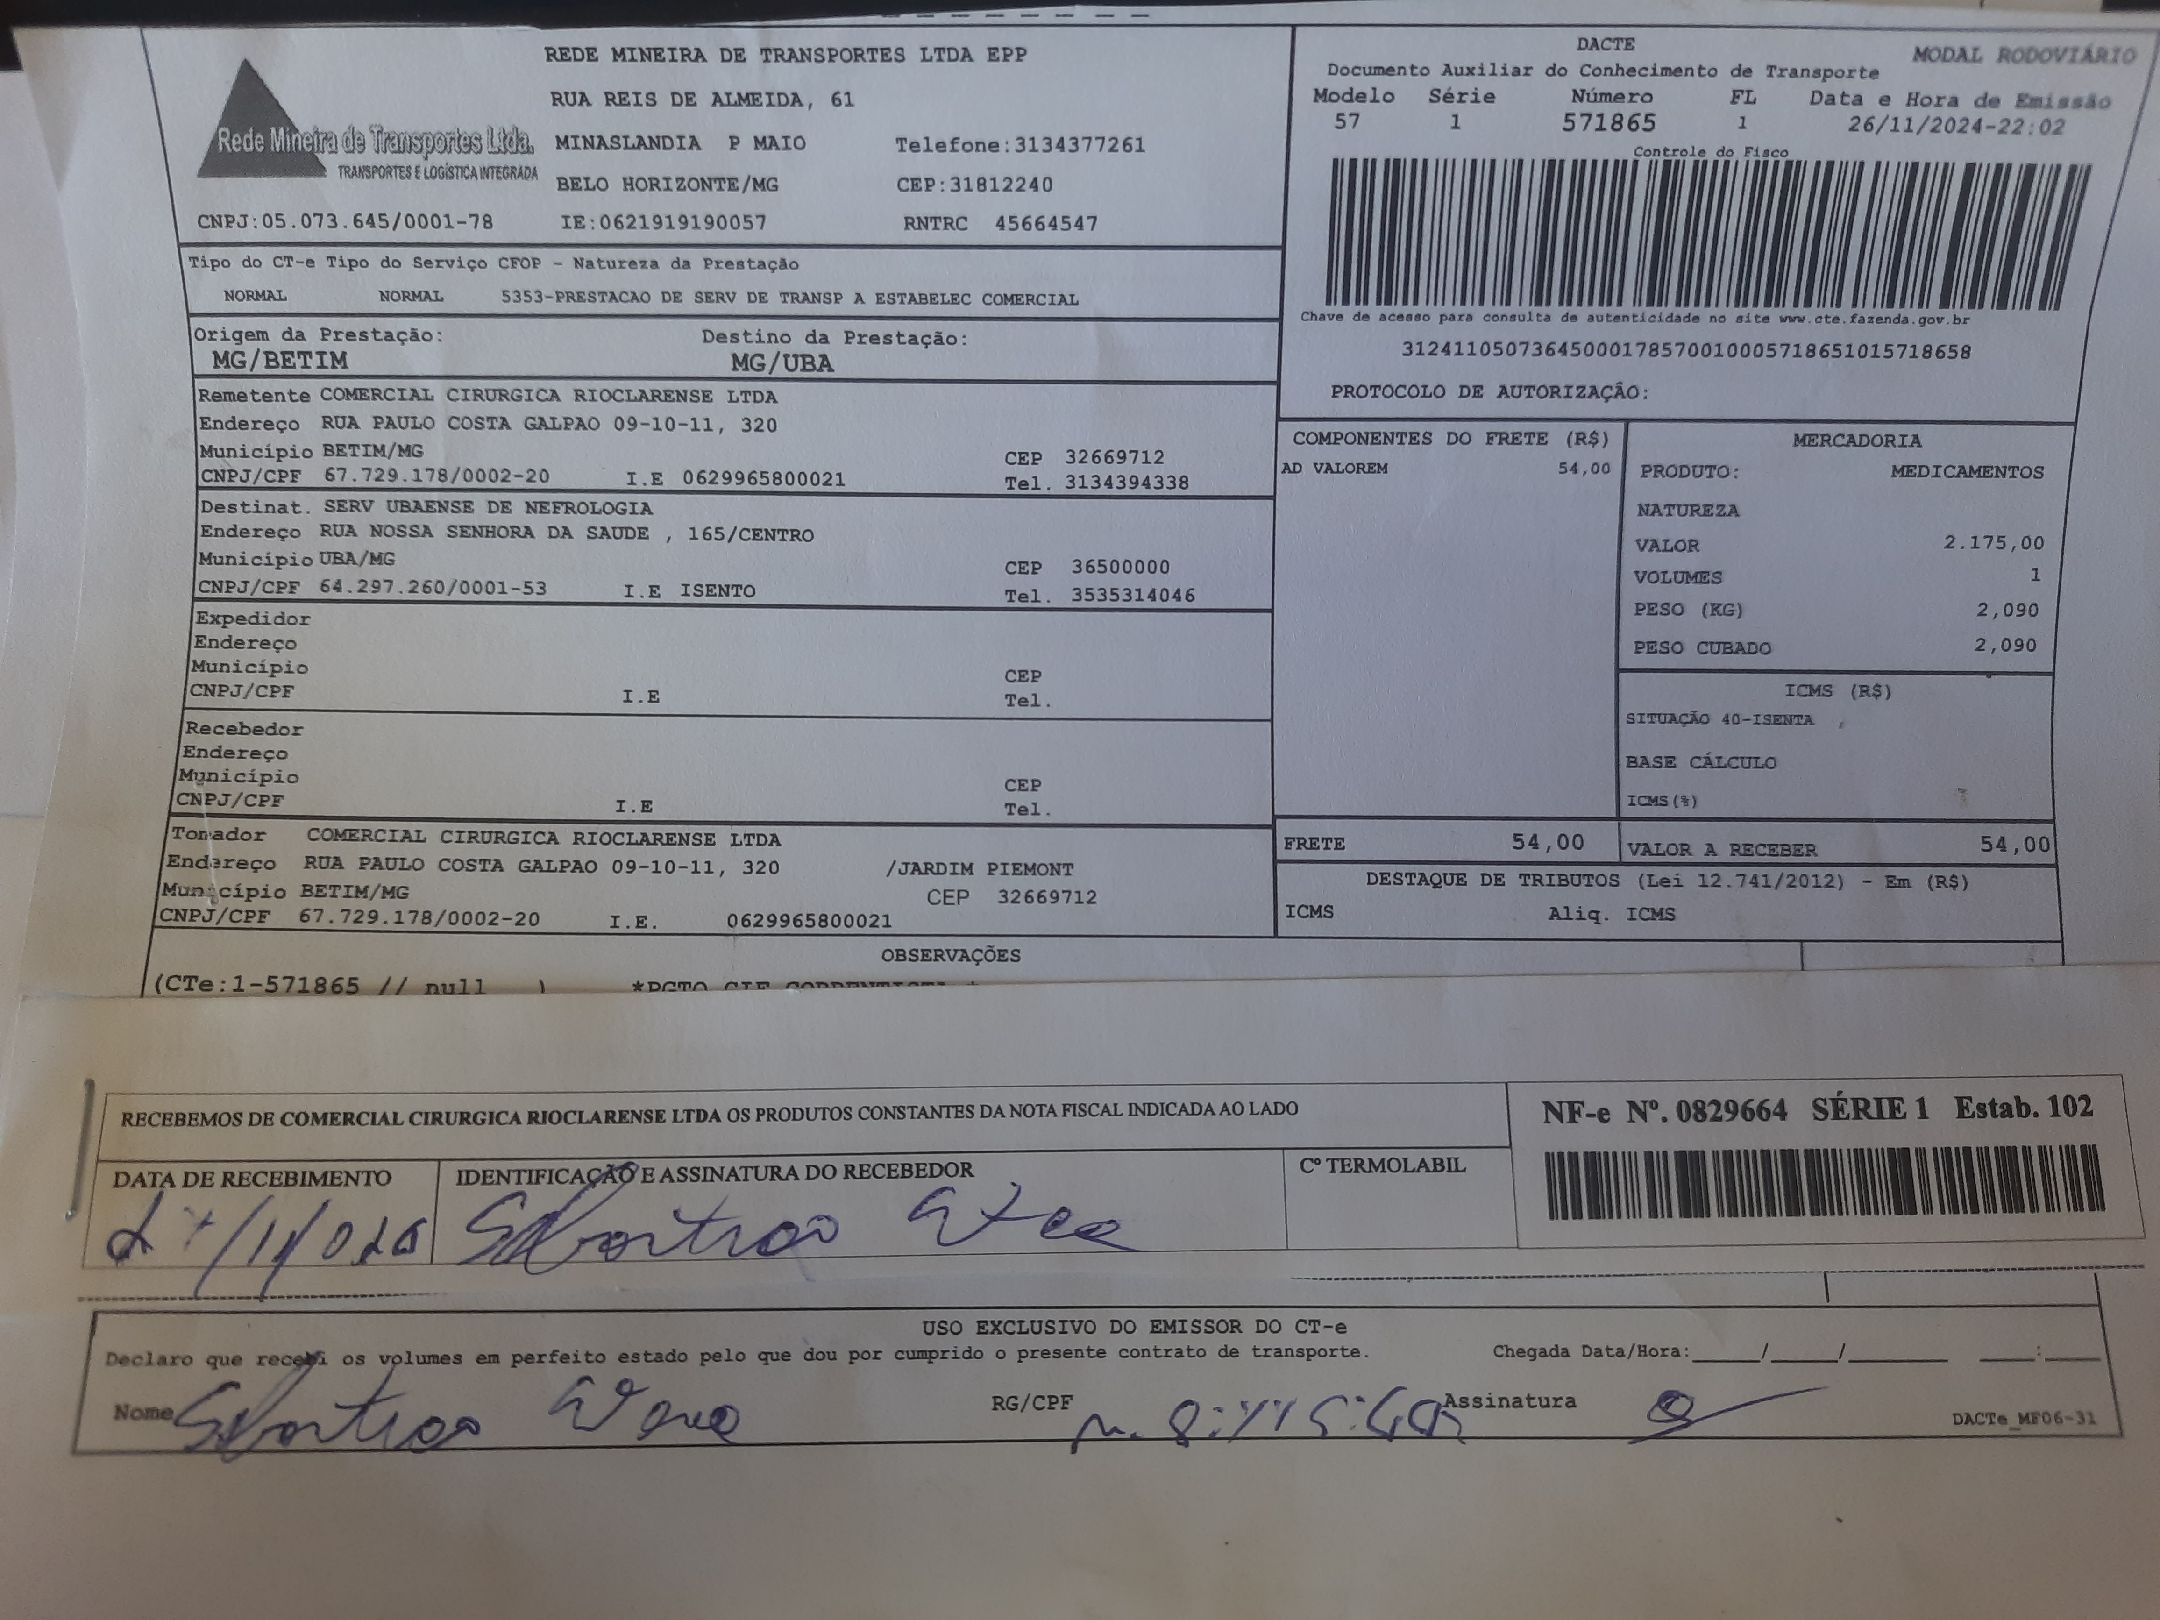 REDE MINEIRA DE TRANSPORTES LTDA EPP
RUA REIS DE ALMEIDA, 61
Rede Mineira de Transportes Ltda.
TRANSPORTES E LOGÍSTICA INTEGRADA
MINASLANDIA P MAIO Telefone:3134377261
BELO HORIZONTE/MG CEP:31812240
CNPJ:05.073.645/0001-78 IE:0621919190057 RNTRC 45664547
DACTE MODAL RODOVIÁRIO
Documento Auxiliar do Conhecimento de Transporte
Modelo Série Número FL Data e Hora de Emissão
57 1 571865 1 26/11/2024-22:02
Controle do Fisco
Chave de acesso para consulta de autenticidade no site www.cte.fazenda.gov.br
31241105073645000178570010005718651015718658
PROTOCOLO DE AUTORIZAÇÃO:
Tipo do CT-e Tipo do Serviço CFOP - Natureza da Prestação
NORMAL NORMAL 5353-PRESTACAO DE SERV DE TRANSP A ESTABELEC COMERCIAL
Origem da Prestação: Destino da Prestação:
MG/BETIM MG/UBA
Remetente COMERCIAL CIRURGICA RIOCLARENSE LTDA
Endereço RUA PAULO COSTA GALPAO 09-10-11, 320
Município BETIM/MG CEP 32669712
CNPJ/CPF 67.729.178/0002-20 I.E 0629965800021 Tel. 3134394338
Destinat. SERV UBAENSE DE NEFROLOGIA
Endereço RUA NOSSA SENHORA DA SAUDE , 165/CENTRO
Município UBA/MG CEP 36500000
CNPJ/CPF 64.297.260/0001-53 I.E ISENTO Tel. 3535314046
Expedidor
Endereço
Município CEP
CNPJ/CPF I.E Tel.
Recebedor
Endereço
Município CEP
CNPJ/CPF I.E Tel.
Tomador COMERCIAL CIRURGICA RIOCLARENSE LTDA
Endereço RUA PAULO COSTA GALPAO 09-10-11, 320 /JARDIM PIEMONT
Município BETIM/MG CEP 32669712
CNPJ/CPF 67.729.178/0002-20 I.E. 0629965800021
COMPONENTES DO FRETE (R$)
AD VALOREM 54,00
MERCADORIA
PRODUTO: MEDICAMENTOS
NATUREZA
VALOR 2.175,00
VOLUMES 1
PESO (KG) 2,090
PESO CUBADO 2,090
ICMS (R$)
SITUAÇÃO 40-ISENTA
BASE CÁLCULO
ICMS(%)
FRETE 54,00 VALOR A RECEBER 54,00
DESTAQUE DE TRIBUTOS (Lei 12.741/2012) - Em (R$)
ICMS Aliq. ICMS
OBSERVAÇÕES
(CTe:1-571865 // null ) *PGTO CIF CORRENTISTA
RECEBEMOS DE COMERCIAL CIRURGICA RIOCLARENSE LTDA OS PRODUTOS CONSTANTES DA NOTA FISCAL INDICADA AO LADO
NF-e Nº. 0829664 SÉRIE 1 Estab. 102
DATA DE RECEBIMENTO IDENTIFICAÇÃO E ASSINATURA DO RECEBEDOR Cº TERMOLABIL
USO EXCLUSIVO DO EMISSOR DO CT-e
Declaro que recebi os volumes em perfeito estado pelo que dou por cumprido o presente contrato de transporte. Chegada Data/Hora:____/____/______ ___:___
Nome RG/CPF Assinatura
DACTe_MF06-31